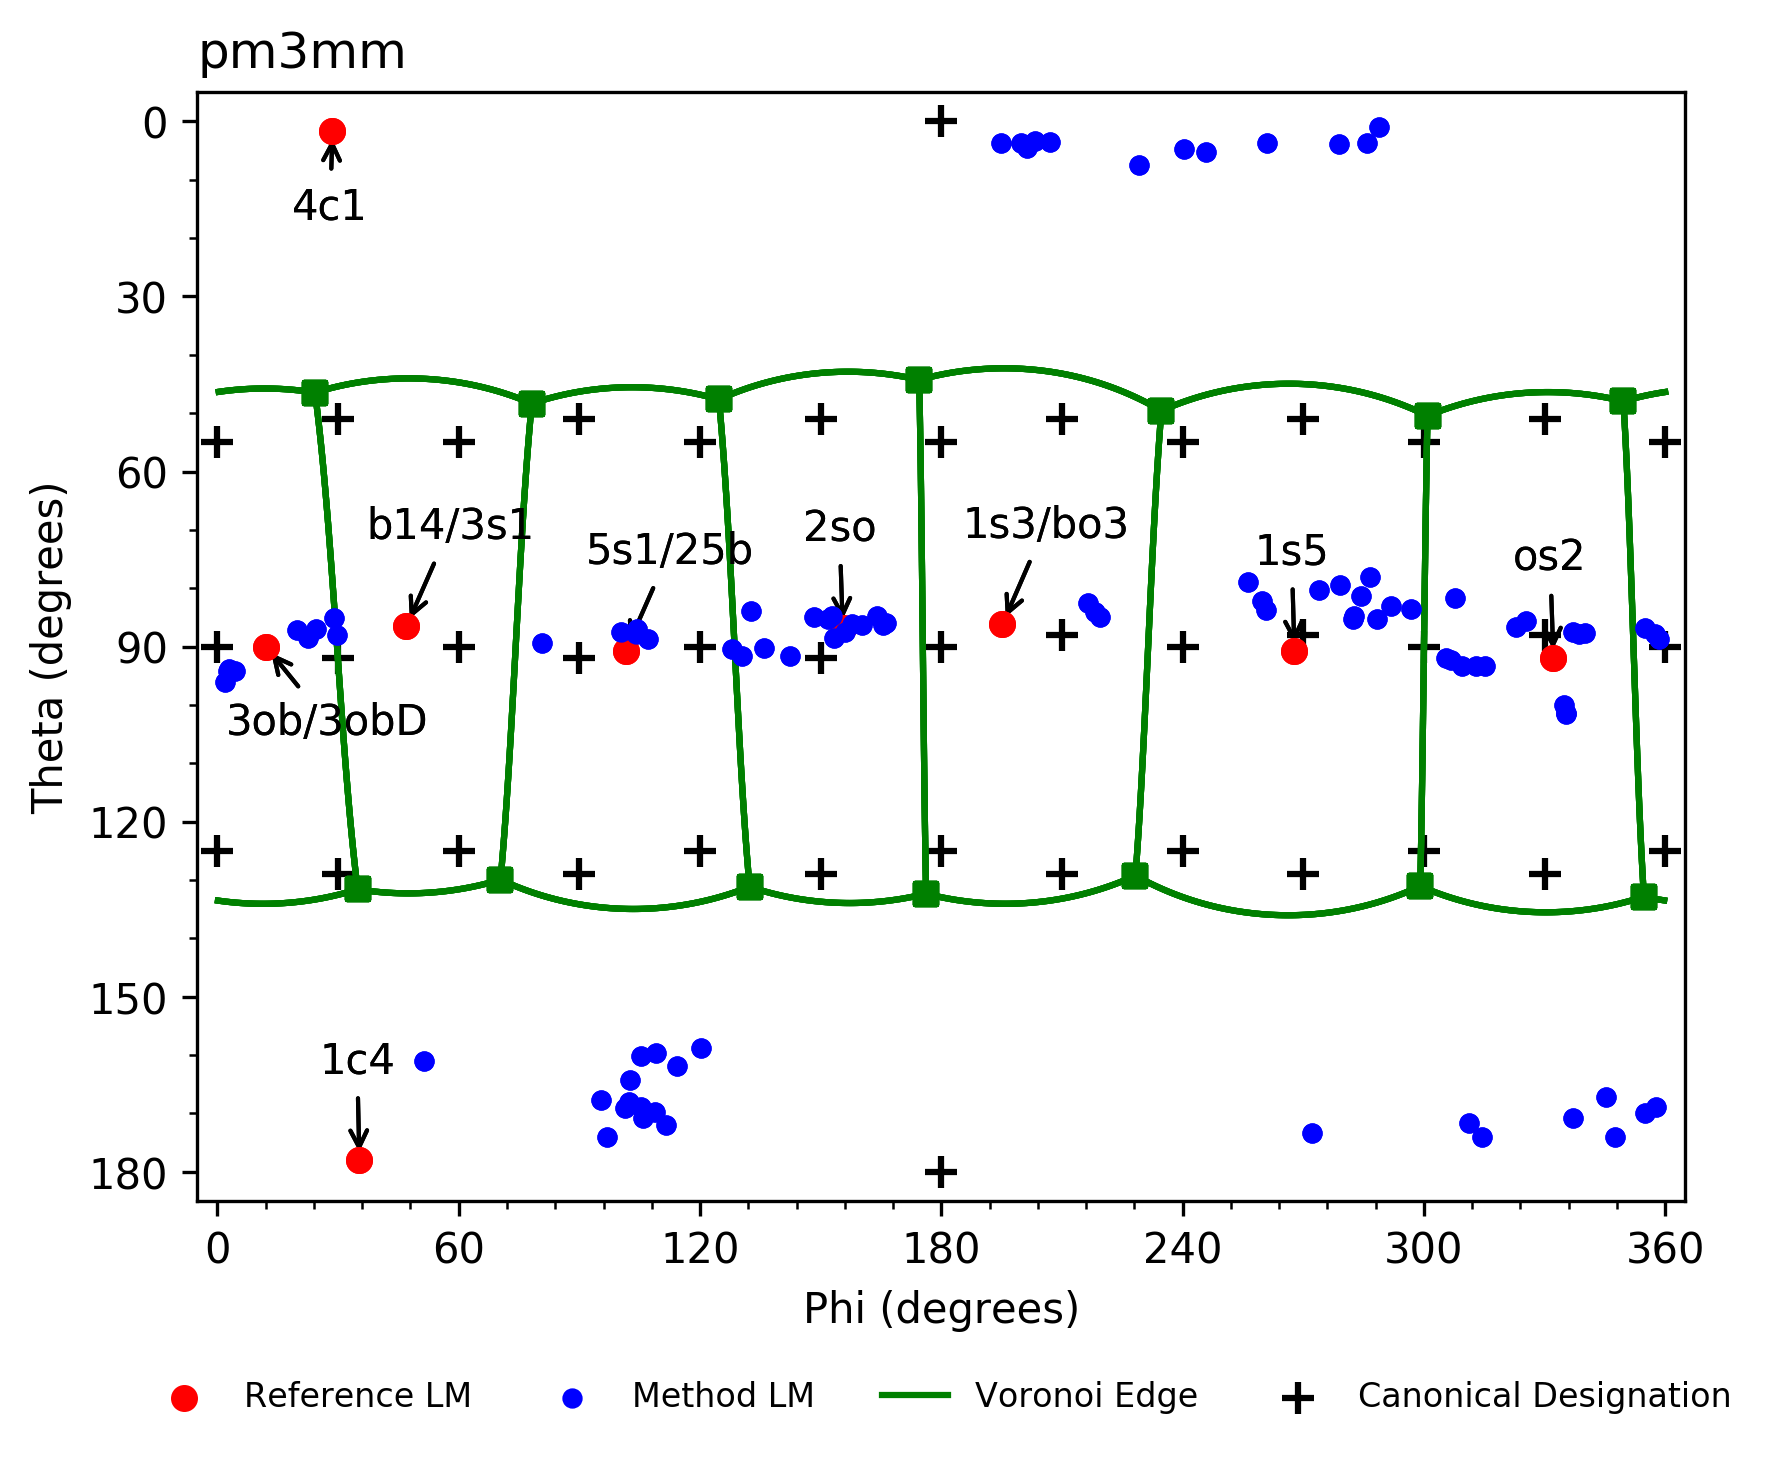 pm3mm
0
4c1
30
60
b14/3s1
5s1/25b
2so
1s3/bo3
1s5
os2
Theta (degrees)
90
3ob/3obD
120
150
1c4
180
0 60 120 180 240 300 360
Phi (degrees)
Reference LM Method LM Voronoi Edge Canonical Designation